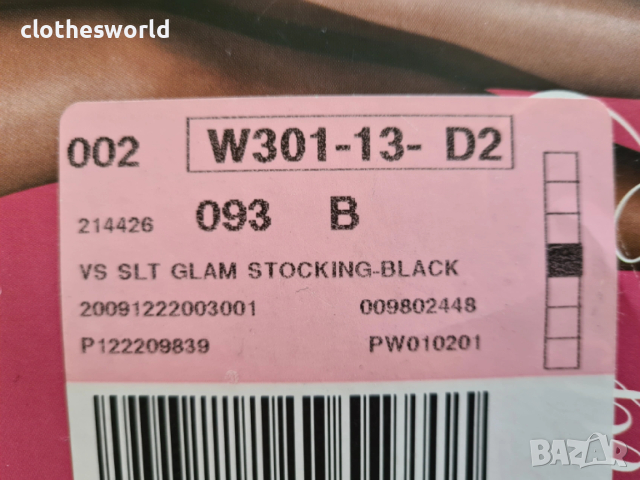 clothesworld
002 W301-13- D2
214426 093 B
VS SLT GLAM STOCKING-BLACK
20091222003001 009802448
P122209839 PW010201
BAZAR